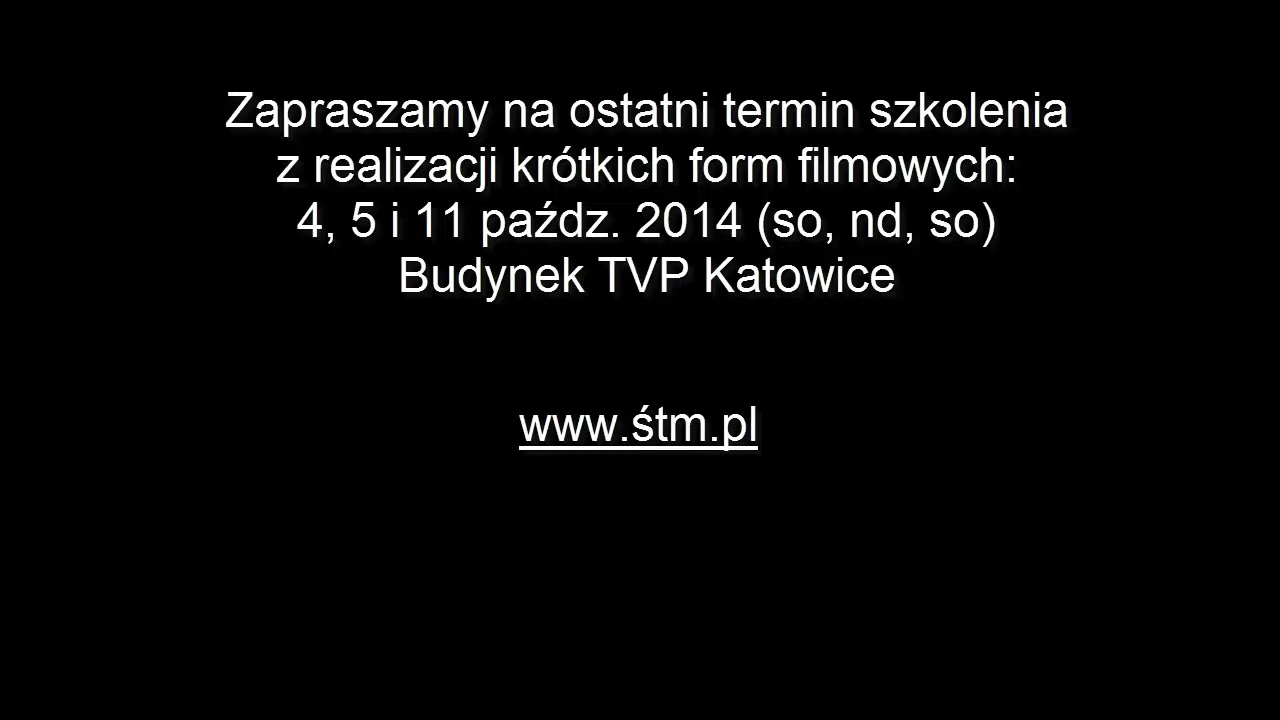 Zapraszamy na ostatni termin szkolenia
z realizacji krótkich form filmowych:
4, 5 i 11 paźdz. 2014 (so, nd, so)
Budynek TVP Katowice
www.śtm.pl